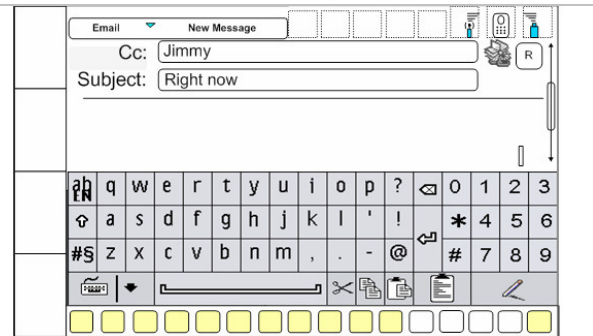 Email New Message
Cc: Jimmy
R
Subject: Right now
ab q w e r t y u i o p ? 0 1 2 3
EN
a s d f g h j k l ' ! * 4 5 6
#§ z x c v b n m , . - @ # 7 8 9